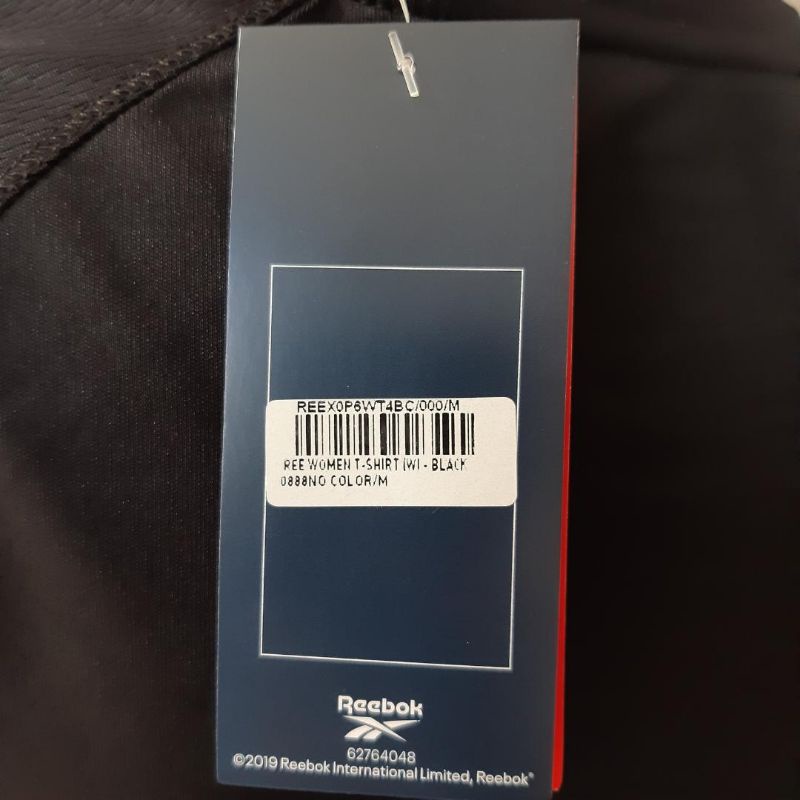 REEX0P6WT4BC/000/M
REE WOMEN T-SHIRT (W) - BLACK
0888NO COLOR/M
Reebok
62764048
©2019 Reebok International Limited, Reebok®